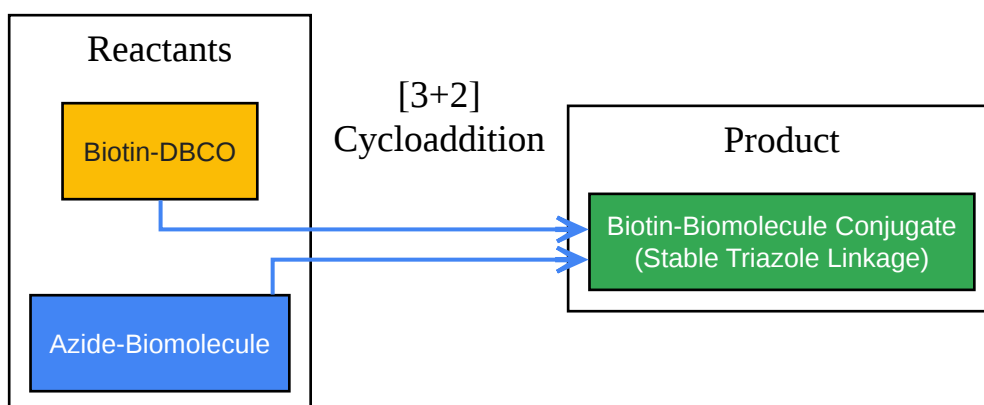 Reactants
Biotin-DBCO
Azide-Biomolecule
[3+2]
Cycloaddition
Product
Biotin-Biomolecule Conjugate
(Stable Triazole Linkage)